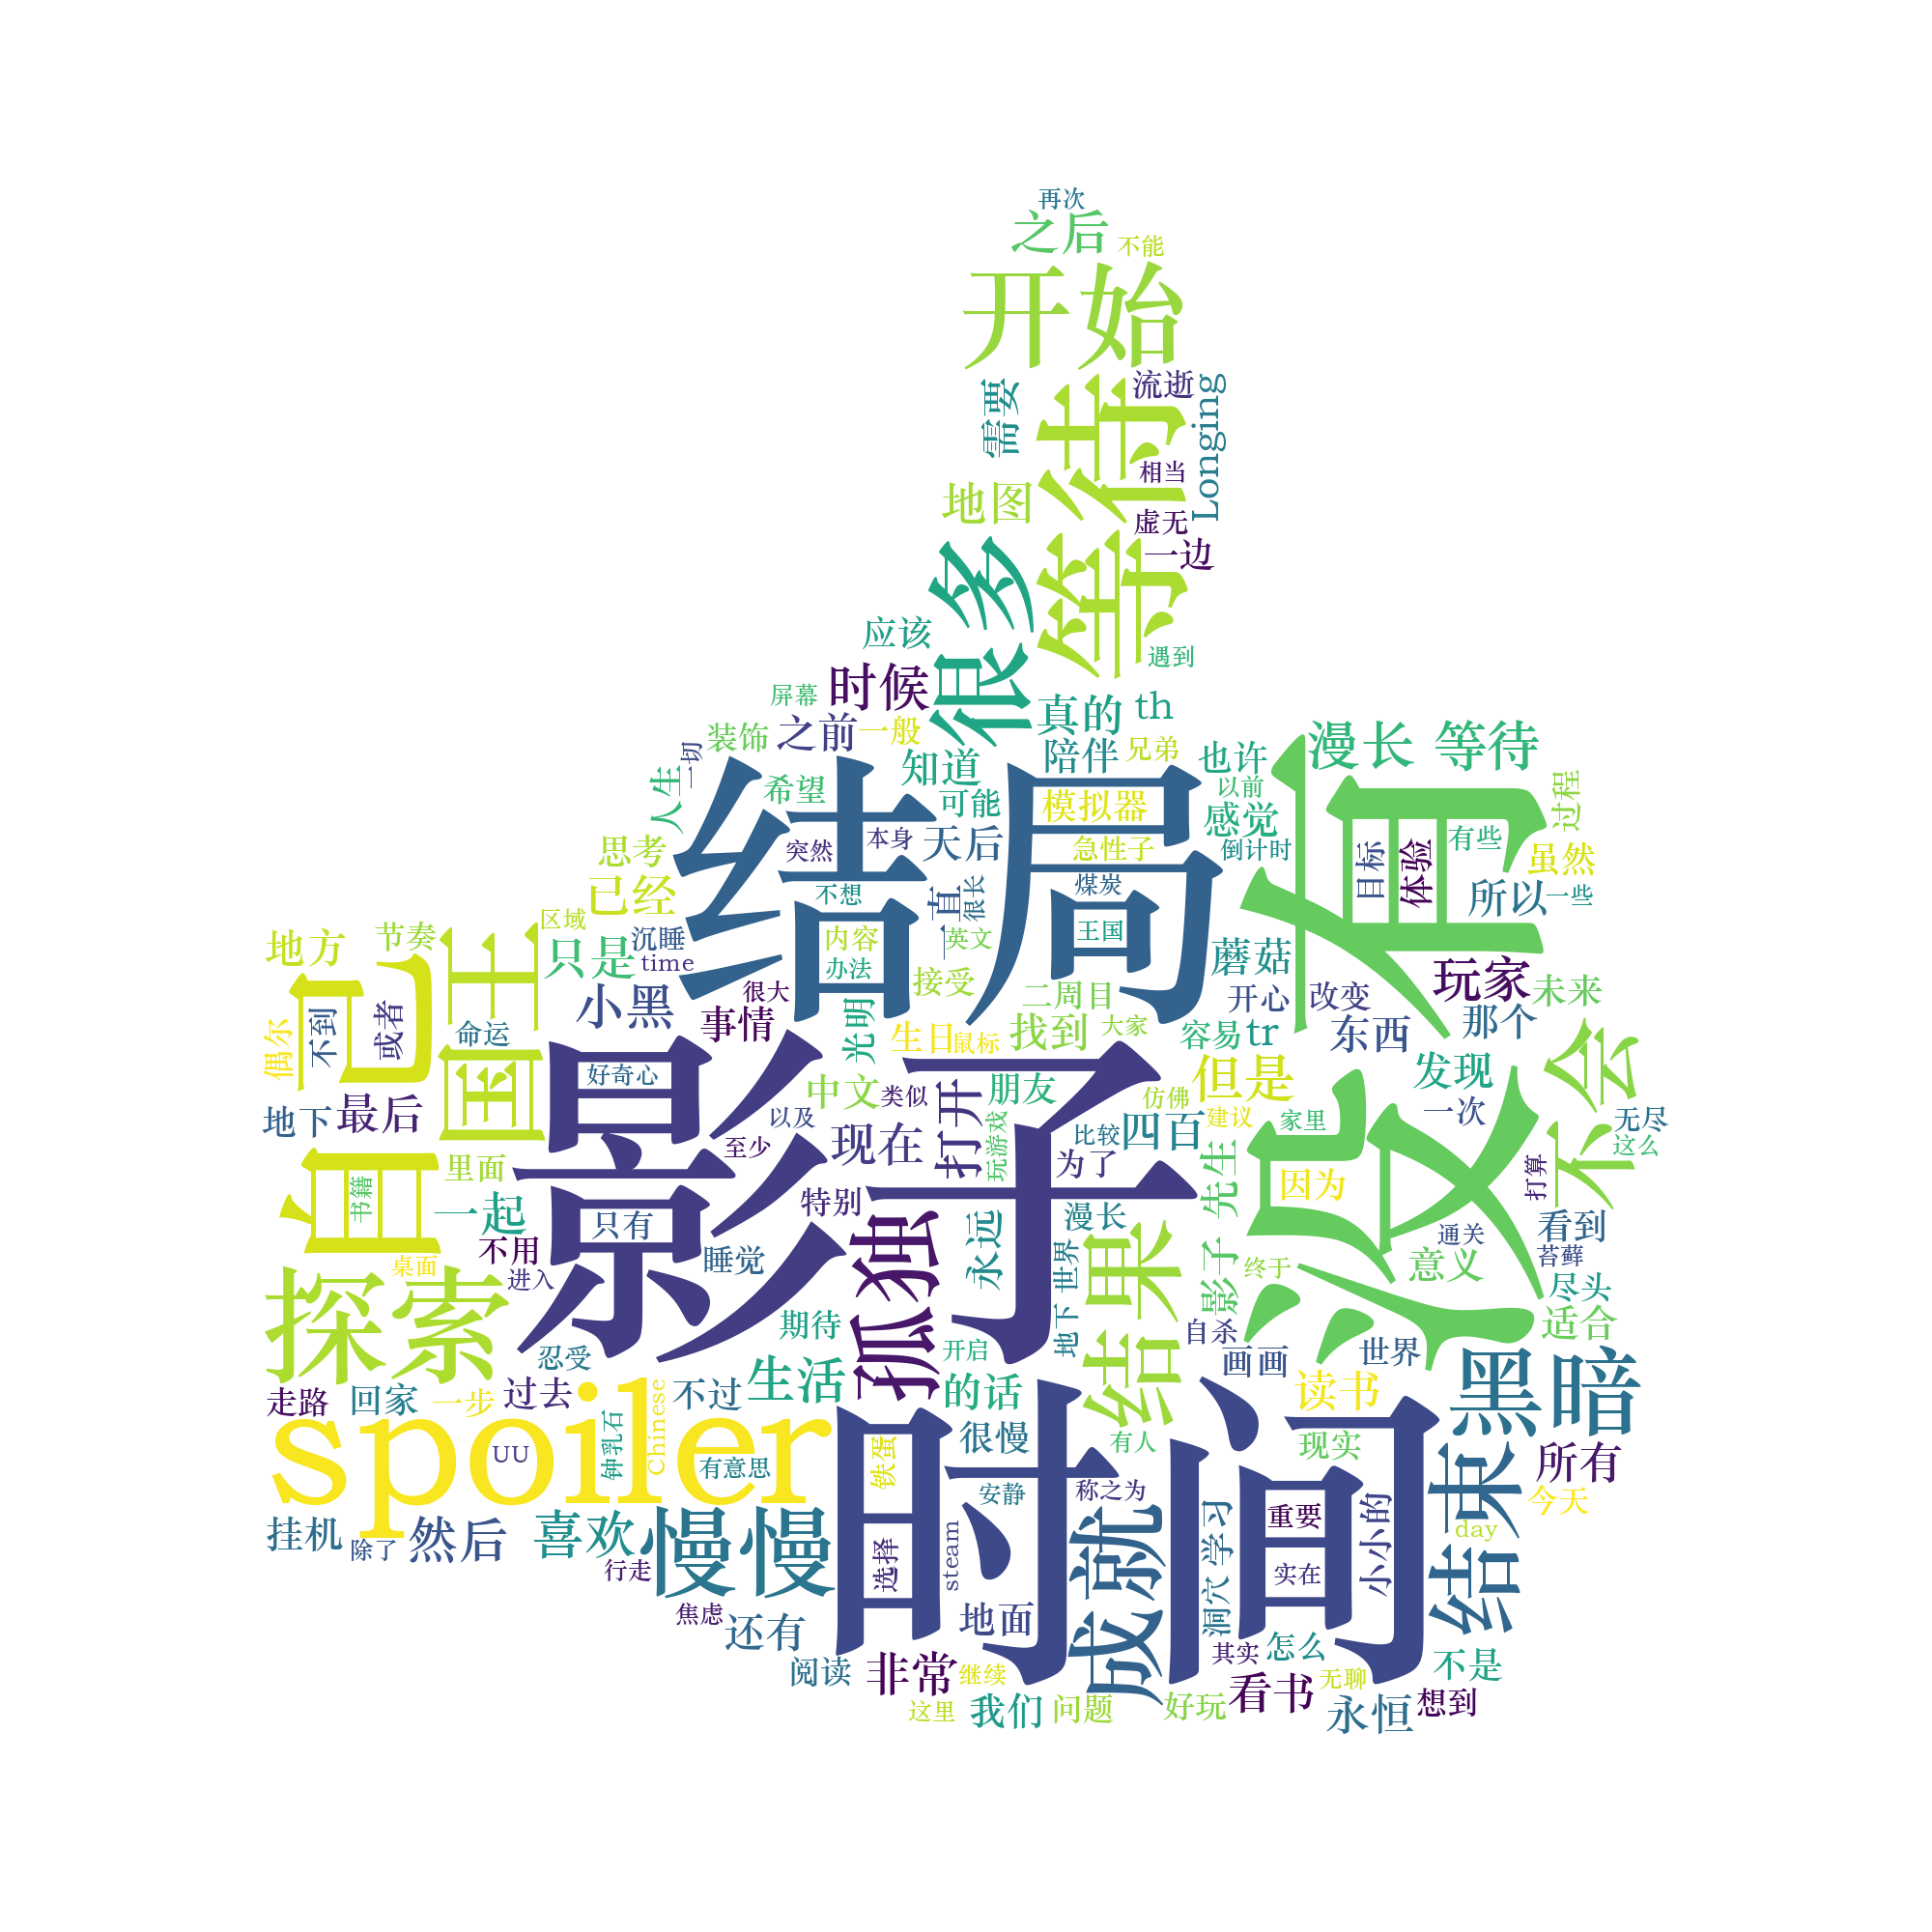 再次
之后
不能
开始
流逝
需要
等待
Longing
相当
地图
虚无
一边
很多
应该
遇到
时候
屏幕
真的
th
装饰
之前
一般
一切
知道
陪伴
兄弟
也许
漫长 等待
没有
人生
希望
可能
模拟器
以前
过程
感觉
结局
思考
突然
本身
天后
急性子
倒计时
有些
目标
体验
虽然
已经
不想
一直
很长
煤炭
所以
一些
区域
节奏
地方
沉睡
只是
time
内容
办法
英文
王国
蘑菇
玩家
未来
国王
自己
小黑
很大
接受
二周目
开心
改变
那个
偶尔
不到
或者
命运
事情
光明
生日
鼠标
找到
大家
容易
tr
东西
不会
影子
好奇心
中文
类似
打开
朋友
仿佛
但是
发现
地下
最后
以及
玩游戏
比较
四百
建议
家里
一次
无尽
这么
里面
至少
现在
为了
先生
影子
因为
打算
书籍
一起
只有
特别
孤独
永远
漫长
结果
看到
不用
睡觉
地下
世界
通关
苔藓
桌面
进入
终于
意义
尽头
探索
期待
自杀
适合
忍受
开启
画画
世界
黑暗
走路
回家
一步
过去
不过
生活
的话
读书
spoiler
UU
钟乳石
Chinese
有意思
铁蛋
很慢
有人
现实
结束
所有
时间
安静
称之为
重要
今天
挂机
除了
然后
喜欢
慢慢
选择
steam
成就
学习
洞穴
实在
小小的
day
行走
焦虑
还有
地面
阅读
非常
继续
其实
怎么
不是
这里
我们
问题
好玩
看书
无聊
永恒
想到